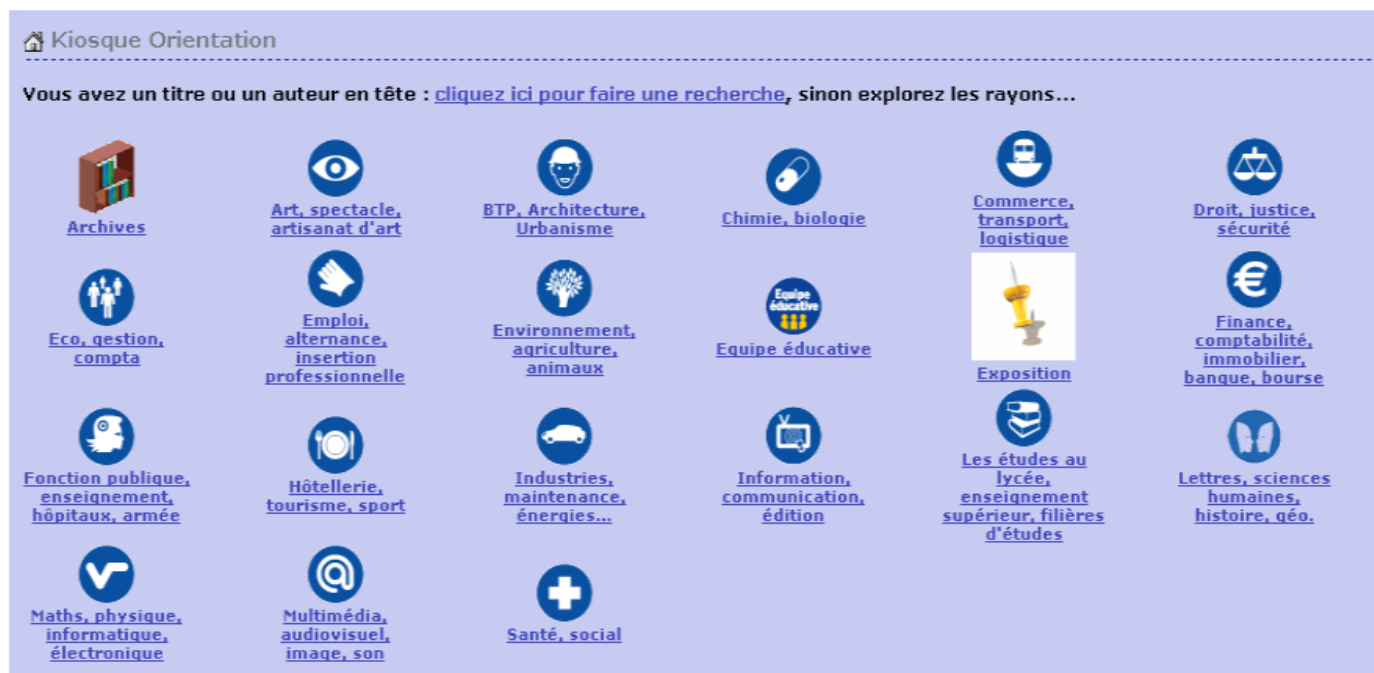 Kiosque Orientation
Vous avez un titre ou un auteur en tête : cliquez ici pour faire une recherche, sinon explorez les rayons...
Archives
Art, spectacle,
artisanat d'art
BTP, Architecture,
Urbanisme
Chimie, biologie
Commerce,
transport,
logistique
Droit, justice,
sécurité
Eco, gestion,
compta
Emploi,
alternance,
insertion
professionnelle
Environnement,
agriculture,
animaux
Equipe
éducative
Equipe éducative
Exposition
Finance,
comptabilité,
immobilier,
banque, bourse
Fonction publique,
enseignement,
hôpitaux, armée
Hôtellerie,
tourisme, sport
Industries,
maintenance,
énergies...
Information,
communication,
édition
Les études au
lycée,
enseignement
supérieur, filières
d'études
Lettres, sciences
humaines,
histoire, géo.
Maths, physique,
informatique,
électronique
Multimédia,
audiovisuel,
image, son
Santé, social